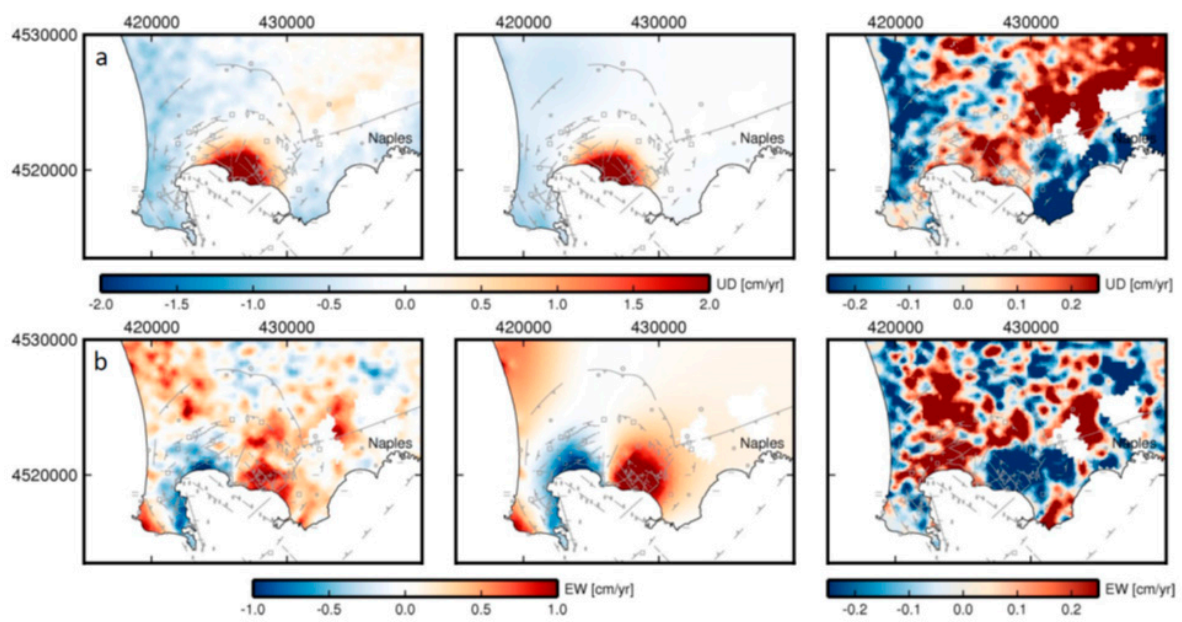 420000 430000 420000 430000 420000 430000
4530000
a
Naples Naples Naples
4520000
-2.0 -1.5 -1.0 -0.5 0.0 0.5 1.0 1.5 2.0 UD [cm/yr] -0.2 -0.1 0.0 0.1 0.2 UD [cm/yr]
420000 430000 420000 430000 420000 430000
4530000
b
Naples Naples Naples
4520000
-1.0 -0.5 0.0 0.5 1.0 EW [cm/yr] -0.2 -0.1 0.0 0.1 0.2 EW [cm/yr]